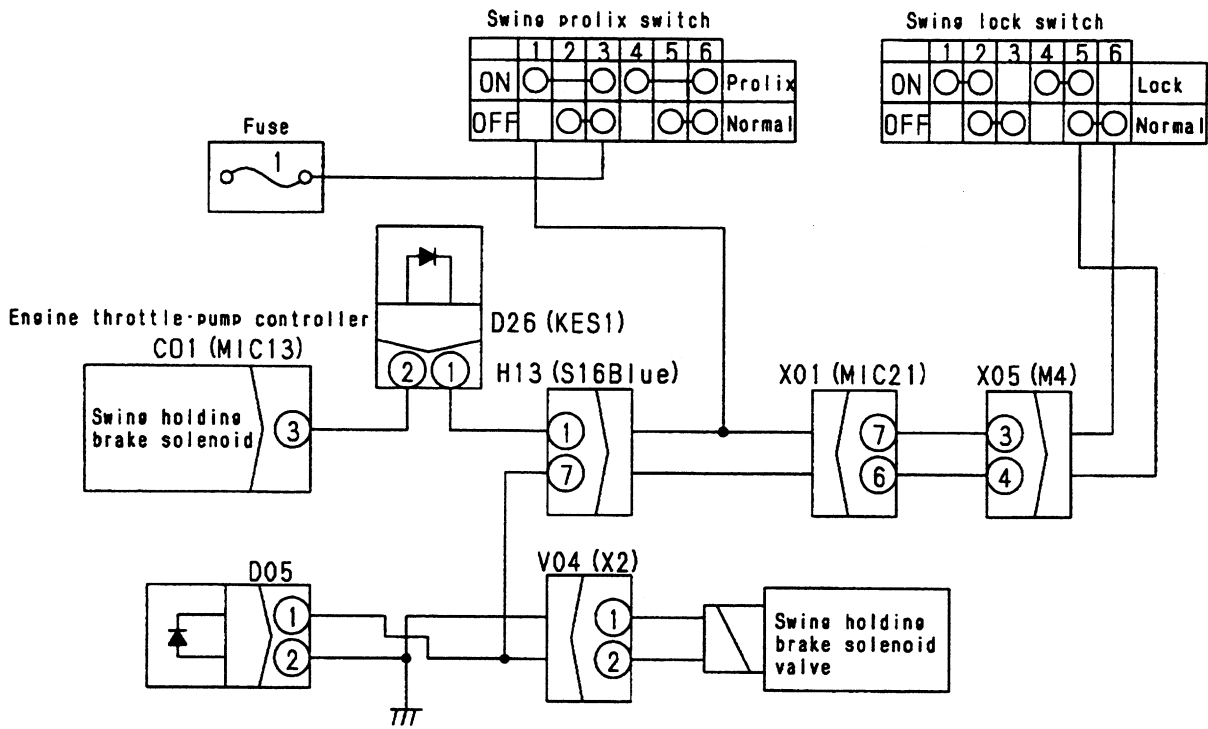 Swing prolix switch
1 2 3 4 5 6
ON Prolix
OFF Normal
Swing lock switch
1 2 3 4 5 6
ON Lock
OFF Normal
Fuse
1
Engine throttle·pump controller
C01 (MIC13)
Swing holding
brake solenoid
3
D26 (KES1)
2 1
H13 (S16Blue)
1
7
X01 (MIC21)
7
6
X05 (M4)
3
4
D05
1
2
V04 (X2)
1
2
Swing holding
brake solenoid
valve